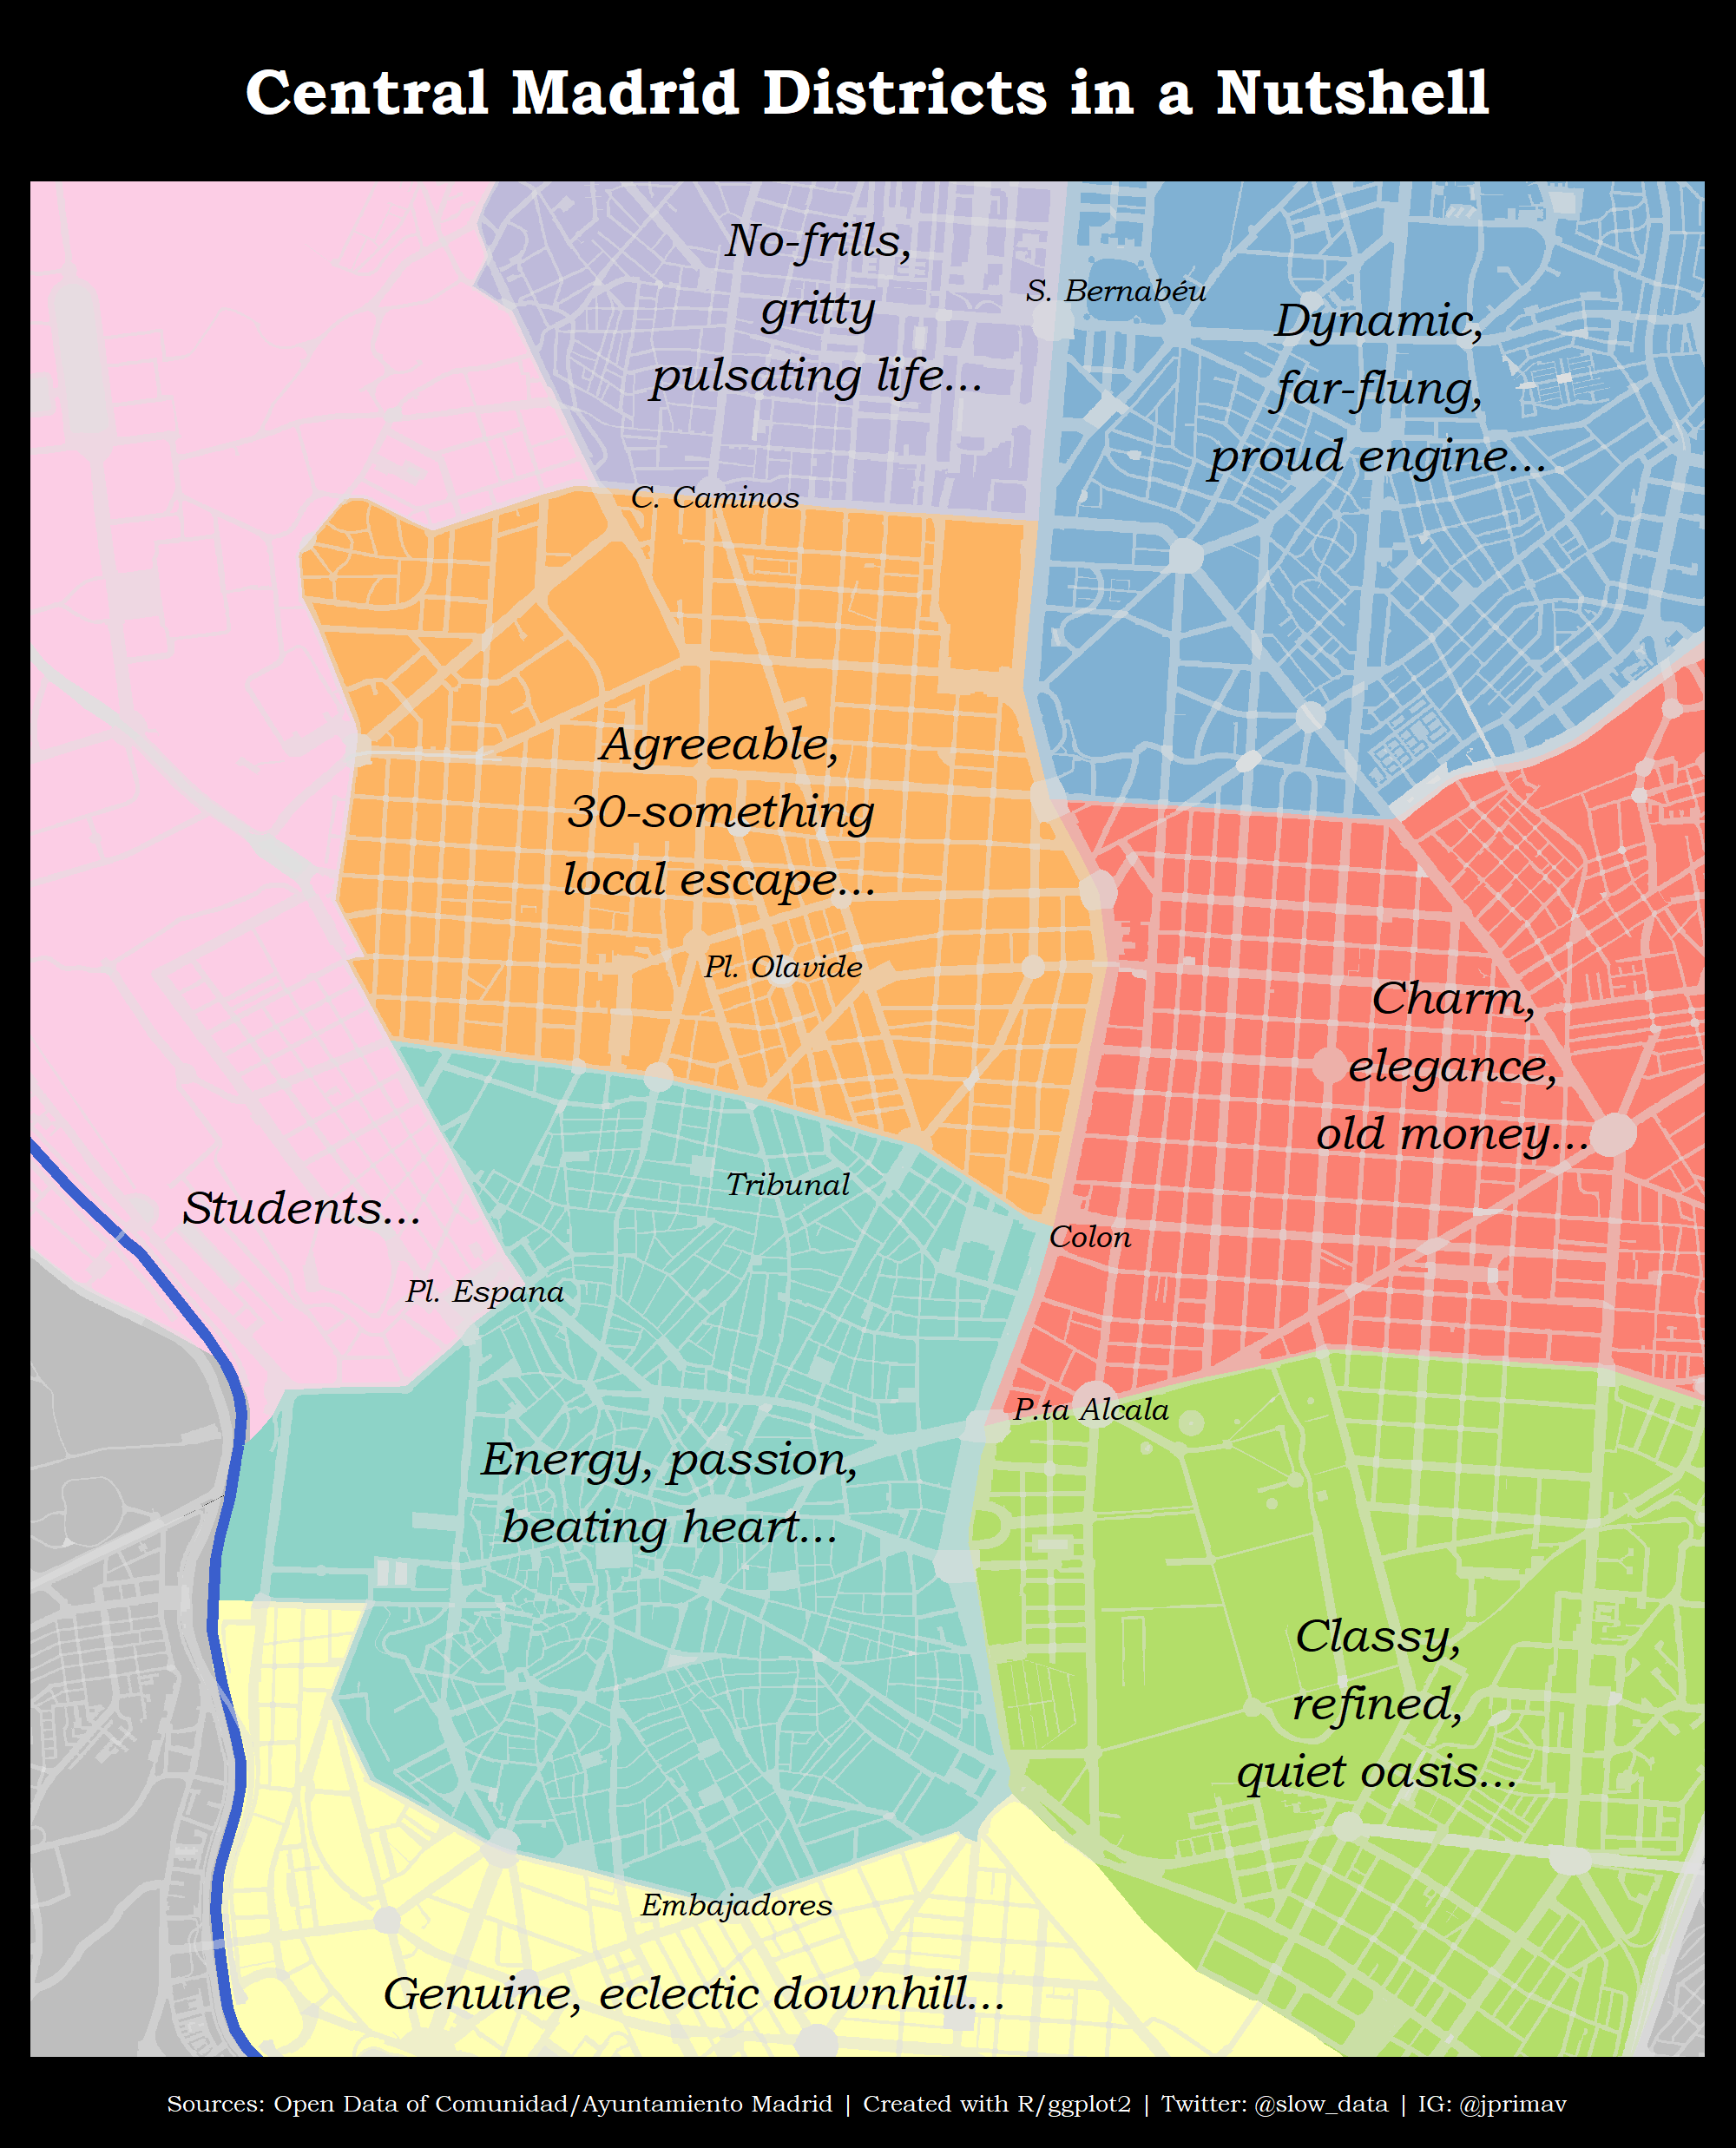 Central Madrid Districts in a Nutshell
No-frills,
gritty
pulsating life...
S. Bernabéu
Dynamic,
far-flung,
proud engine...
C. Caminos
Agreeable,
30-something
local escape...
Pl. Olavide
Charm,
elegance,
old money...
Tribunal
Students...
Colon
Pl. Espana
P.ta Alcala
Energy, passion,
beating heart...
Classy,
refined,
quiet oasis...
Embajadores
Genuine, eclectic downhill...
Sources: Open Data of Comunidad/Ayuntamiento Madrid | Created with R/ggplot2 | Twitter: @slow_data | IG: @jprimav